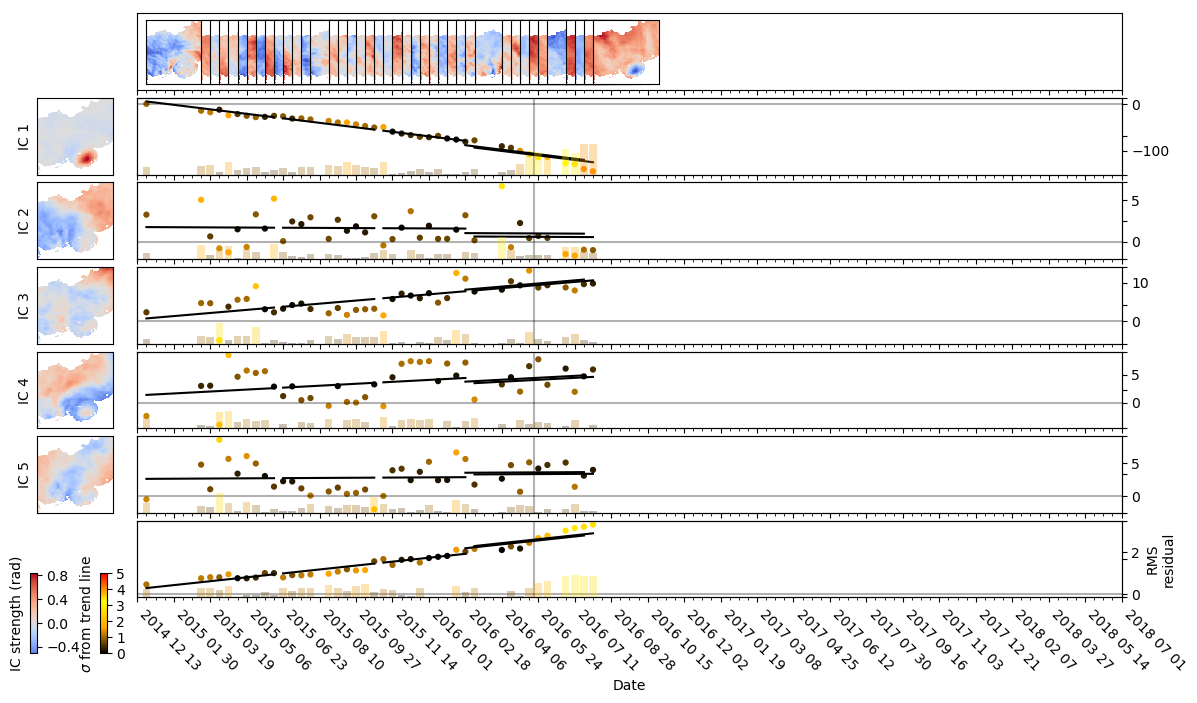 IC 1
0
−100
IC 2
5
0
IC 3
10
0
IC 4
5
0
IC 5
5
0
RMS
residual
2
0
IC strength (rad)
0.8
0.4
0.0
−0.4
σ from trend line
5
4
3
2
1
0
2014 12 13
2015 01 30
2015 03 19
2015 05 06
2015 06 23
2015 08 10
2015 09 27
2015 11 14
2016 01 01
2016 02 18
2016 04 06
2016 05 24
2016 07 11
2016 08 28
2016 10 15
2016 12 02
2017 01 19
2017 03 08
2017 04 25
2017 06 12
2017 07 30
2017 09 16
2017 11 03
2017 12 21
2018 02 07
2018 03 27
2018 05 14
2018 07 01
Date